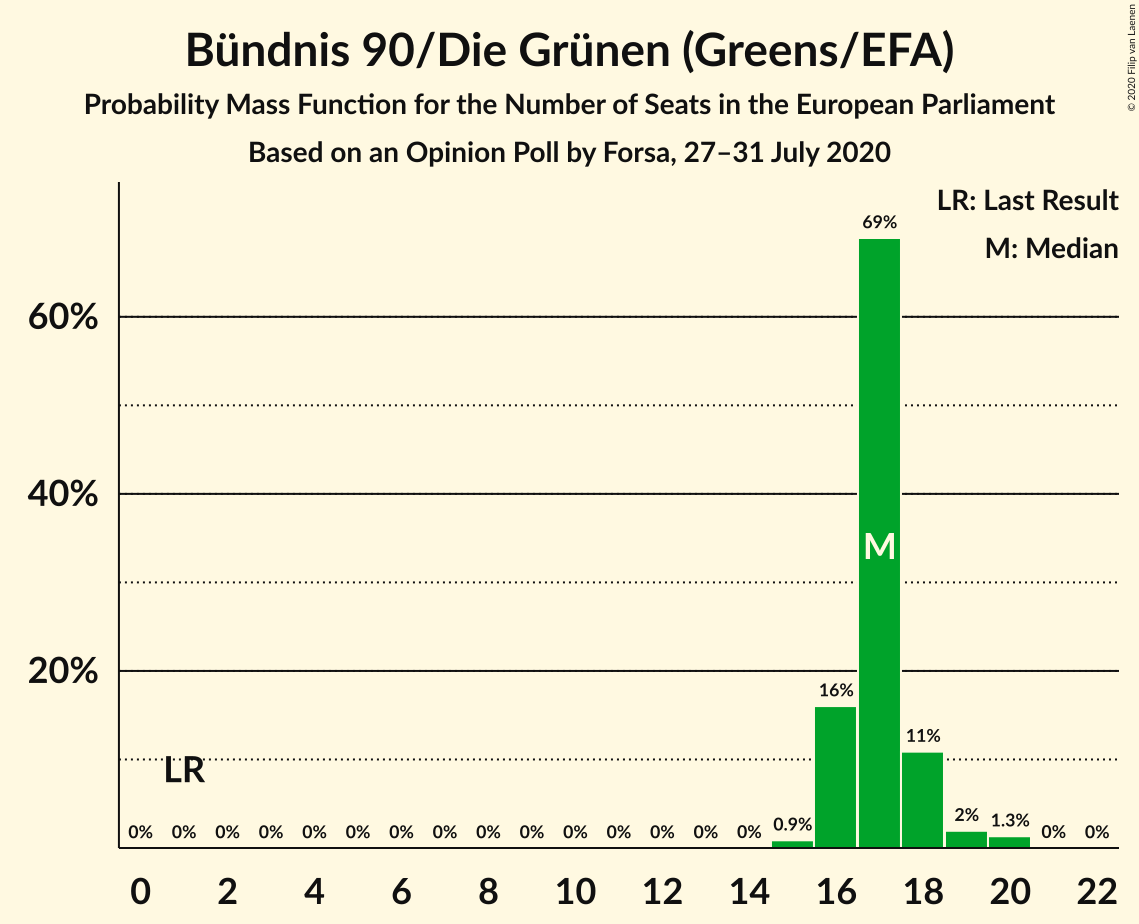 Bündnis 90/Die Grünen (Greens/EFA)
Probability Mass Function for the Number of Seats in the European Parliament
Based on an Opinion Poll by Forsa, 27–31 July 2020
© 2020 Filip van Laenen
LR: Last Result
M: Median
69%
60%
40%
M
20%
16%
11%
LR
0% 0% 0% 0% 0% 0% 0% 0% 0% 0% 0% 0% 0% 0% 0% 0.9% 2% 1.3% 0% 0%
0 2 4 6 8 10 12 14 16 18 20 22